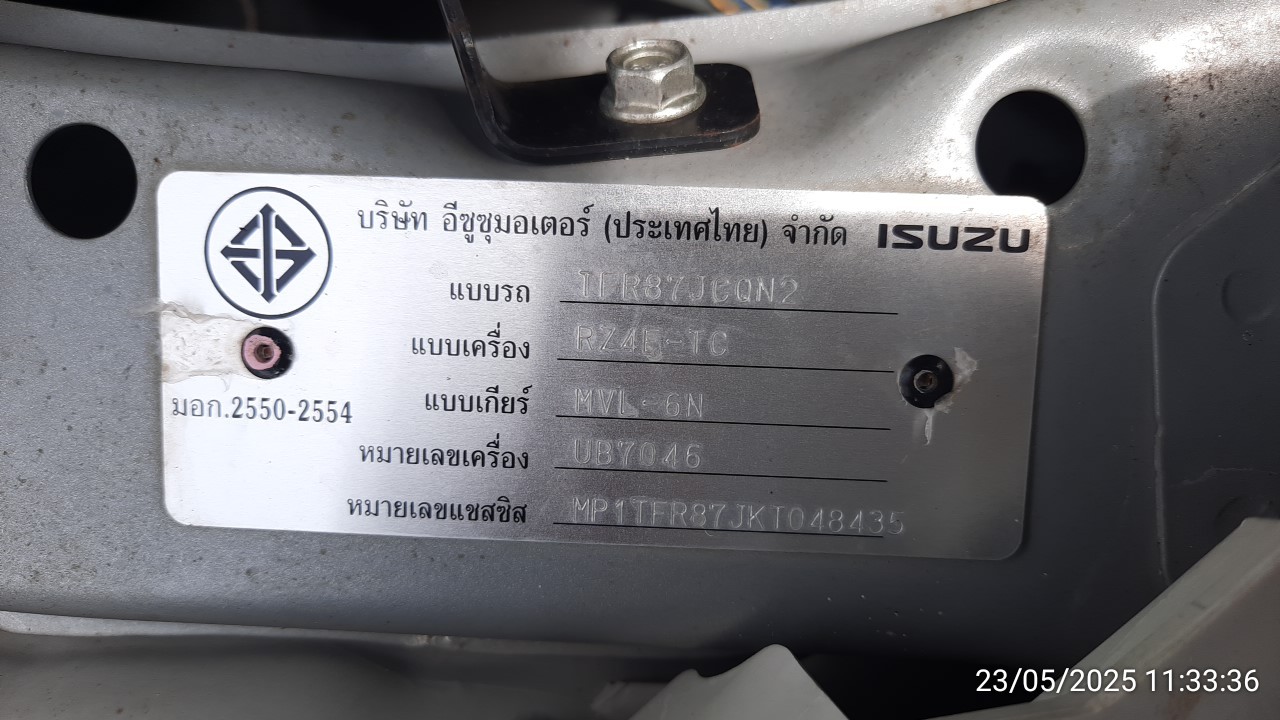 บริษัท อีซูซุมอเตอร์ (ประเทศไทย) จำกัด ISUZU
แบบรถ TFR87JCQN2
แบบเครื่อง RZ4E-TC
แบบเกียร์ MVL-6N
มอก.2550-2554
หมายเลขเครื่อง UB7046
หมายเลขแชสซิส MP1TFR87JKT048435
23/05/2025 11:33:36